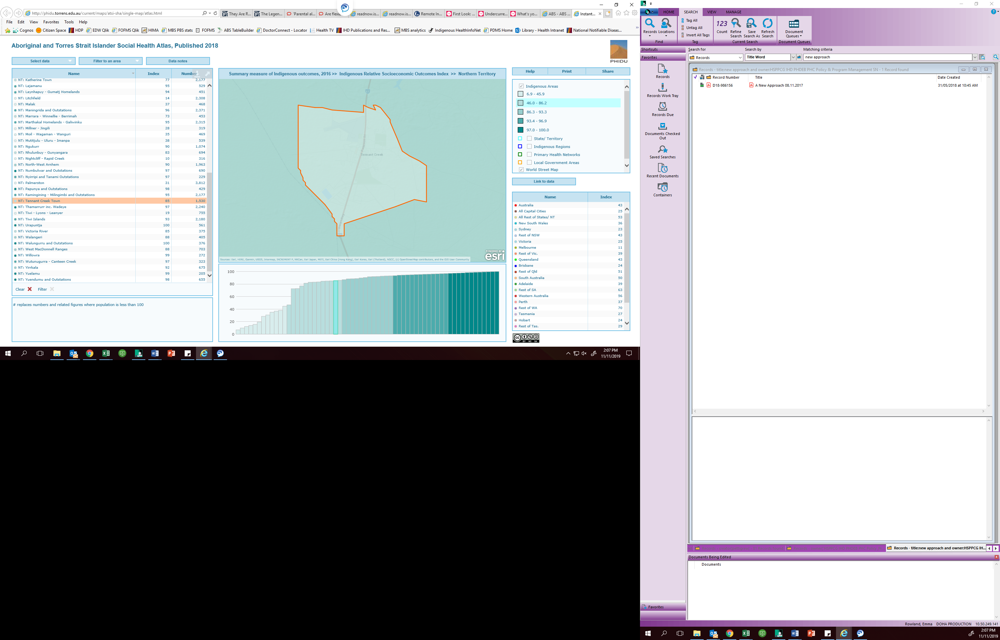 http://phidu.torrens.edu.au/current/maps/atsi-sha/single-map/atlas.html
They Are R...
The Legen...
'Parental al...
Are flexi
readnow.is...
readnow.is...
Remote In...
First Look: ...
Undercurre...
What's yo...
ABS - ABS ...
Instant...
File Edit View Favorites Tools Help
Cognos Citizen Space HDP EDW Qlik FOFMS Qlik HIMA MBS PBS stats FOFMS ABS TableBuilder DoctorConnect - Locator Health TV IHD Publications and Res... MBS analytics Indigenous HealthInfoNet PDMS Home Library - Health Intranet National Notifiable Diseas...
Aboriginal and Torres Strait Islander Social Health Atlas, Published 2018
PHIDU
Select data
Filter to an area
Data notes
Name Index Number
NT: Katherine Town 77 2,177
NT: Lajamanu 95 529
NT: Laynhapuy - Gumatj Homelands 94 451
NT: Litchfield 14 2,308
NT: Malak 37 468
NT: Maningrida and Outstations 96 2,371
NT: Marrara - Winnellie - Berrimah 73 453
NT: Marthakal Homelands - Galiwinku 95 2,315
NT: Millner - Jingili 28 319
NT: Moil - Wagaman - Wanguri 35 469
NT: Mutitjulu - Uluru - Imanpa 38 539
NT: Ngukurr 90 1,074
NT: Nhulunbuy - Gunyangara 83 694
NT: Nightcliff - Rapid Creek 10 316
NT: North-West Arnhem 90 1,963
NT: Numbulwar and Outstations 97 690
NT: Nyirripi and Tanami Outstations 97 229
NT: Palmerston 31 3,812
NT: Papunya and Outstations 98 429
NT: Ramingining - Milingimbi and Outstations 95 2,177
NT: Tennant Creek Town 85 1,530
NT: Thamarrurr inc. Wadeye 97 2,240
NT: Tiwi - Lyons - Leanyer 19 755
NT: Tiwi Islands 93 2,180
NT: Urapuntja 100 561
NT: Victoria River 85 375
NT: Walangeri 88 405
NT: Walungurru and Outstations 100 376
NT: West MacDonnell Ranges 88 703
NT: Willowra 99 272
NT: Wutunugurra - Canteen Creek 97 323
NT: Yirrkala 92 675
NT: Yuelamu 99 205
NT: Yuendumu and Outstations 98 655
Clear Filter
# replaces numbers and related figures where population is less than 100
Summary measure of Indigenous outcomes, 2016 >> Indigenous Relative Socioeconomic Outcomes Index >> Northern Territory
Tennant Creek
POWERED BY
esri
Sources: Esri, HERE, Garmin, USGS, Intermap, INCREMENT P, NRCan, Esri Japan, METI, Esri China (Hong Kong), Esri Korea, Esri (Thailand), NGCC, (c) OpenStreetMap contributors, and the GIS User Community
100
80
60
40
20
0
Help Print Share
Indigenous Areas
6.9 - 45.9
46.0 - 86.2
86.3 - 93.3
93.4 - 96.9
97.0 - 100.0
State/ Territory
Indigenous Regions
Primary Health Networks
Local Government Areas
World Street Map
Link to data
Name Index
Australia 43
All Capital Cities 25
All Rest of States/ NT 53
New South Wales 36
Sydney 23
Rest of NSW 43
Victoria 25
Melbourne 11
Rest of Vic. 39
Queensland 43
Brisbane 24
Rest of Qld 51
South Australia 50
Adelaide 39
Rest of SA 63
Western Australia 56
Perth 37
Rest of WA 70
Tasmania 27
Hobart 24
Rest of Tas. 29
cc BY NC SA
2:07 PM
11/11/2019
HOME SEARCH VIEW MANAGE
Records
Locations
Find
Tag All
Untag All
Invert All Tags
Tag
123
Count
Refine Search
Save Search As
Refresh Search
Current Search
Document Queues
Document Queues
Shortcuts
Favorites
Records
Records Work Tray
Records Due
Documents Checked Out
Saved Searches
Recent Documents
Containers
Favorites
Search for Search by Matching criteria
Records Title Word new approach
Records - title:new approach and owner:HSPPCG IHD PHDEB PHC Policy & Program Management SN - 1 Record found
Record Number Title Date Created
D18-986156 A New Approach 08.11.2017 31/05/2018 at 10:45 AM
Records - title:new approach and owner:HSPPCG IH...
Documents Being Edited
Documents
Rowland, Emma DOHA PRODUCTION 10.50.249.141
2:07 PM
11/11/2019